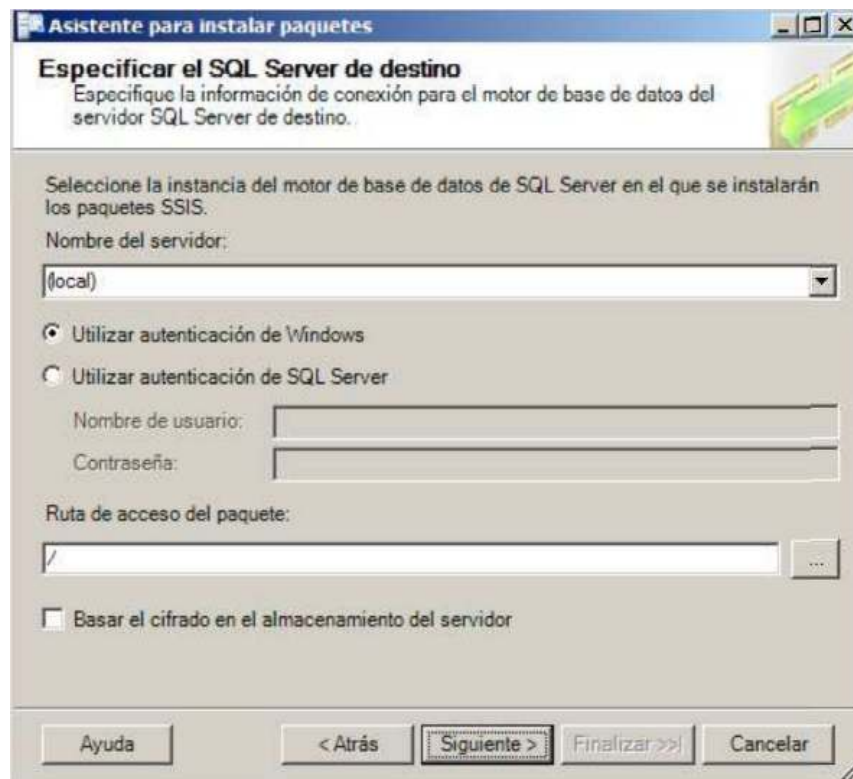 Asistente para instalar paquetes
Especificar el SQL Server de destino
Especifique la información de conexión para el motor de base de datos del
servidor SQL Server de destino.
Seleccione la instancia del motor de base de datos de SQL Server en el que se instalarán
los paquetes SSIS.
Nombre del servidor:
(local)
Utilizar autenticación de Windows
Utilizar autenticación de SQL Server
Nombre de usuario:
Contraseña:
Ruta de acceso del paquete:
/
...
Basar el cifrado en el almacenamiento del servidor
Ayuda
< Atrás
Siguiente >
Finalizar >>|
Cancelar